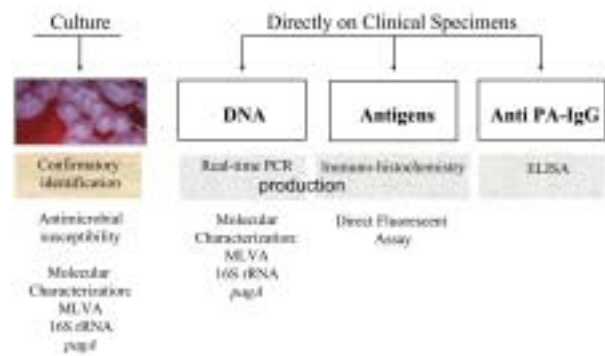 Culture
Directly on Clinical Specimens
DNA
Antigens
Anti PA-IgG
Confirmatory
identification
Real-time PCR
Immuno-histochemistry
ELISA
production
Antimicrobial
susceptibility
Molecular
Characterization:
MLVA
16S rRNA
pagA
Direct Fluorescent
Assay
Molecular
Characterization:
MLVA
16S rRNA
pagA